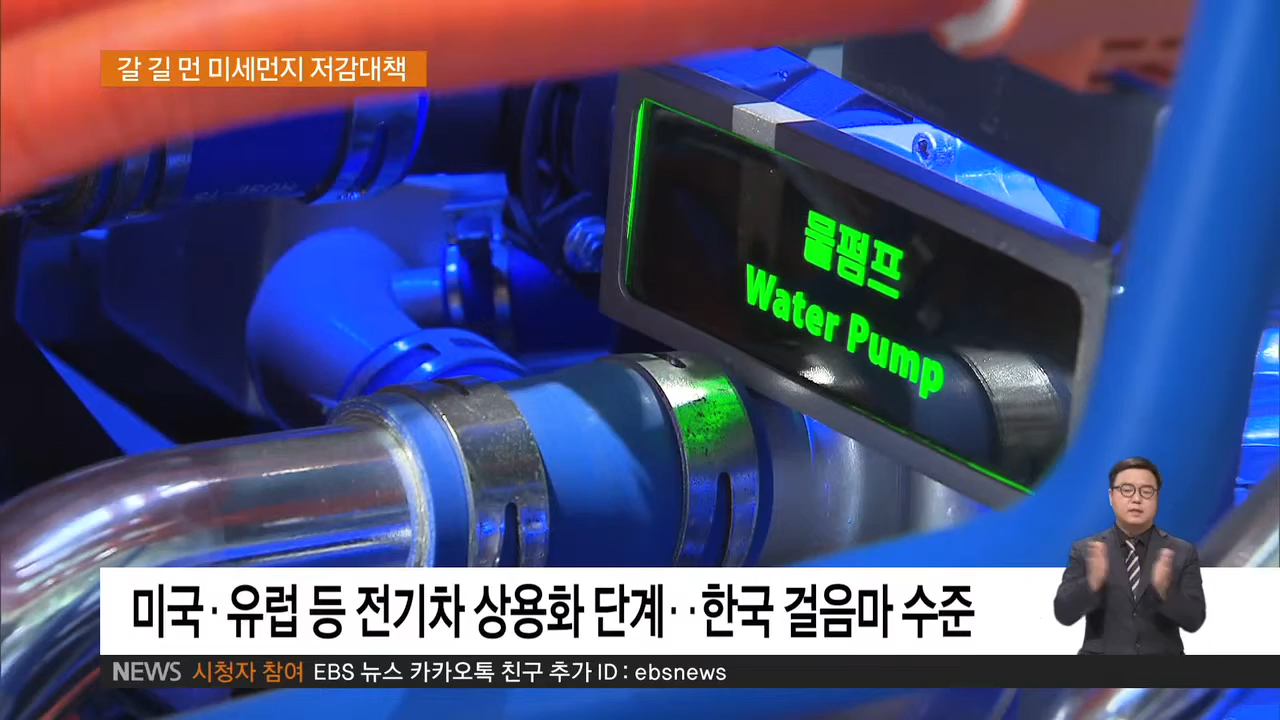 갈 길 먼 미세먼지 저감대책
물펌프
Water Pump
미국·유럽 등 전기차 상용화 단계··한국 걸음마 수준
NEWS 시청자 참여 EBS 뉴스 카카오톡 친구 추가 ID : ebsnews